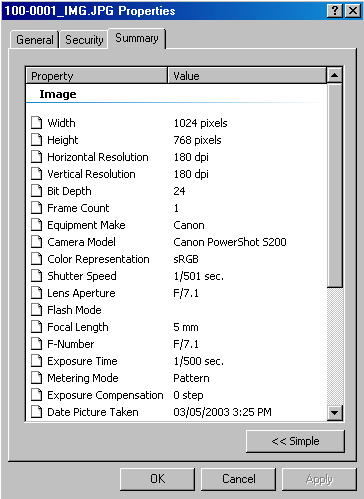 100-0001_IMG.JPG Properties
General Security Summary
Property Value
Image
Width 1024 pixels
Height 768 pixels
Horizontal Resolution 180 dpi
Vertical Resolution 180 dpi
Bit Depth 24
Frame Count 1
Equipment Make Canon
Camera Model Canon PowerShot S200
Color Representation sRGB
Shutter Speed 1/501 sec.
Lens Aperture F/7.1
Flash Mode
Focal Length 5 mm
F-Number F/7.1
Exposure Time 1/500 sec.
Metering Mode Pattern
Exposure Compensation 0 step
Date Picture Taken 03/05/2003 3:25 PM
<< Simple
OK Cancel Apply